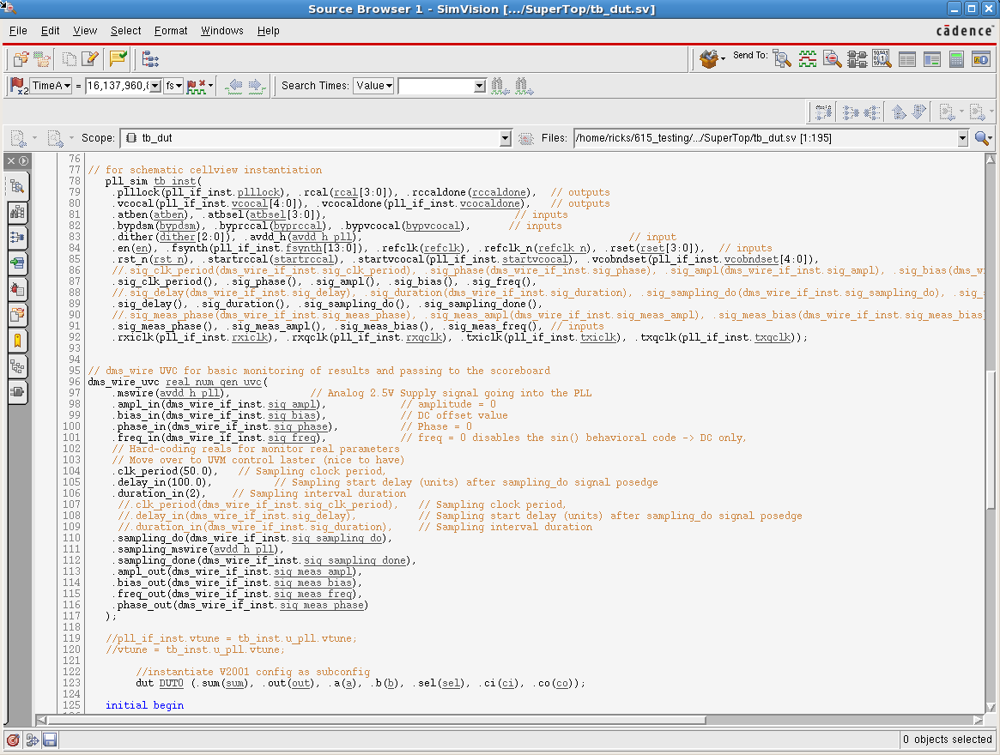 Source Browser 1 - SimVision [.../SuperTop/tb_dut.sv]
File Edit View Select Format Windows Help
cādence
Send To:
TimeA = 16,137,960,( fs Search Times: Value
Scope: tb_dut Files: /home/ricks/615_testing/.../SuperTop/tb_dut.sv [1:195]
76
77 // for schematic cellview instantiation
78 pll_sim tb_inst(
79 .plllock(pll_if_inst.plllock), .rcal(rcal[3:0]), .rccaldone(rccaldone), // outputs
80 .vcocal(pll_if_inst.vcocal[4:0]), .vcocaldone(pll_if_inst.vcocaldone), // outputs
81 .atben(atben), .atbsel(atbsel[3:0]), // inputs
82 .bypdsm(bypdsm), .byprccal(byprccal), .bypvcocal(bypvcocal), // inputs
83 .dither(dither[2:0]), .avdd_h(avdd_h_pll), // input
84 .en(en), .fsynth(pll_if_inst.fsynth[13:0]), .refclk(refclk), .refclk_n(refclk_n), .rset(rset[3:0]), // inputs
85 .rst_n(rst_n), .startrccal(startrccal), .startvcocal(pll_if_inst.startvcocal), .vcobndset(pll_if_inst.vcobndset[4:0]),
86 //.sig_clk_period(dms_wire_if_inst.sig_clk_period), .sig_phase(dms_wire_if_inst.sig_phase), .sig_ampl(dms_wire_if_inst.sig_ampl), .sig_bias(dms_w
87 .sig_clk_period(), .sig_phase(), .sig_ampl(), .sig_bias(), .sig_freq(),
88 //.sig_delay(dms_wire_if_inst.sig_delay), .sig_duration(dms_wire_if_inst.sig_duration), .sig_sampling_do(dms_wire_if_inst.sig_sampling_do), .sig_
89 .sig_delay(), .sig_duration(), .sig_sampling_do(), .sig_sampling_done(),
90 //.sig_meas_phase(dms_wire_if_inst.sig_meas_phase), .sig_meas_ampl(dms_wire_if_inst.sig_meas_ampl), .sig_meas_bias(dms_wire_if_inst.sig_meas_bias
91 .sig_meas_phase(), .sig_meas_ampl(), .sig_meas_bias(), .sig_meas_freq(), // inputs
92 .rxiclk(pll_if_inst.rxiclk), .rxqclk(pll_if_inst.rxqclk), .txiclk(pll_if_inst.txiclk), .txqclk(pll_if_inst.txqclk));
93
94
95 // dms_wire UVC for basic monitoring of results and passing to the scoreboard
96 dms_wire_uvc real_num_gen_uvc(
97 .mswire(avdd_h_pll), // Analog 2.5V Supply signal going into the PLL
98 .ampl_in(dms_wire_if_inst.sig_ampl), // amplitude = 0
99 .bias_in(dms_wire_if_inst.sig_bias), // DC offset value
100 .phase_in(dms_wire_if_inst.sig_phase), // Phase = 0
101 .freq_in(dms_wire_if_inst.sig_freq), // freq = 0 disables the sin() behavioral code -> DC only,
102 // Hard-coding reals for monitor real parameters
103 // Move over to UVM control laster (nice to have)
104 .clk_period(50.0), // Sampling clock period,
105 .delay_in(100.0), // Sampling start delay (units) after sampling_do signal posedge
106 .duration_in(2), // Sampling interval duration
107 //.clk_period(dms_wire_if_inst.sig_clk_period), // Sampling clock period,
108 //.delay_in(dms_wire_if_inst.sig_delay), // Sampling start delay (units) after sampling_do signal posedge
109 //.duration_in(dms_wire_if_inst.sig_duration), // Sampling interval duration
110 .sampling_do(dms_wire_if_inst.sig_sampling_do),
111 .sampling_mswire(avdd_h_pll),
112 .sampling_done(dms_wire_if_inst.sig_sampling_done),
113 .ampl_out(dms_wire_if_inst.sig_meas_ampl),
114 .bias_out(dms_wire_if_inst.sig_meas_bias),
115 .freq_out(dms_wire_if_inst.sig_meas_freq),
116 .phase_out(dms_wire_if_inst.sig_meas_phase)
117 );
118
119 //pll_if_inst.vtune = tb_inst.u_pll.vtune;
120 //vtune = tb_inst.u_pll.vtune;
121
122 //instantiate V2001 config as subconfig
123 dut DUT0 (.sum(sum), .out(out), .a(a), .b(b), .sel(sel), .ci(ci), .co(co));
124
125 initial begin
0 objects selected